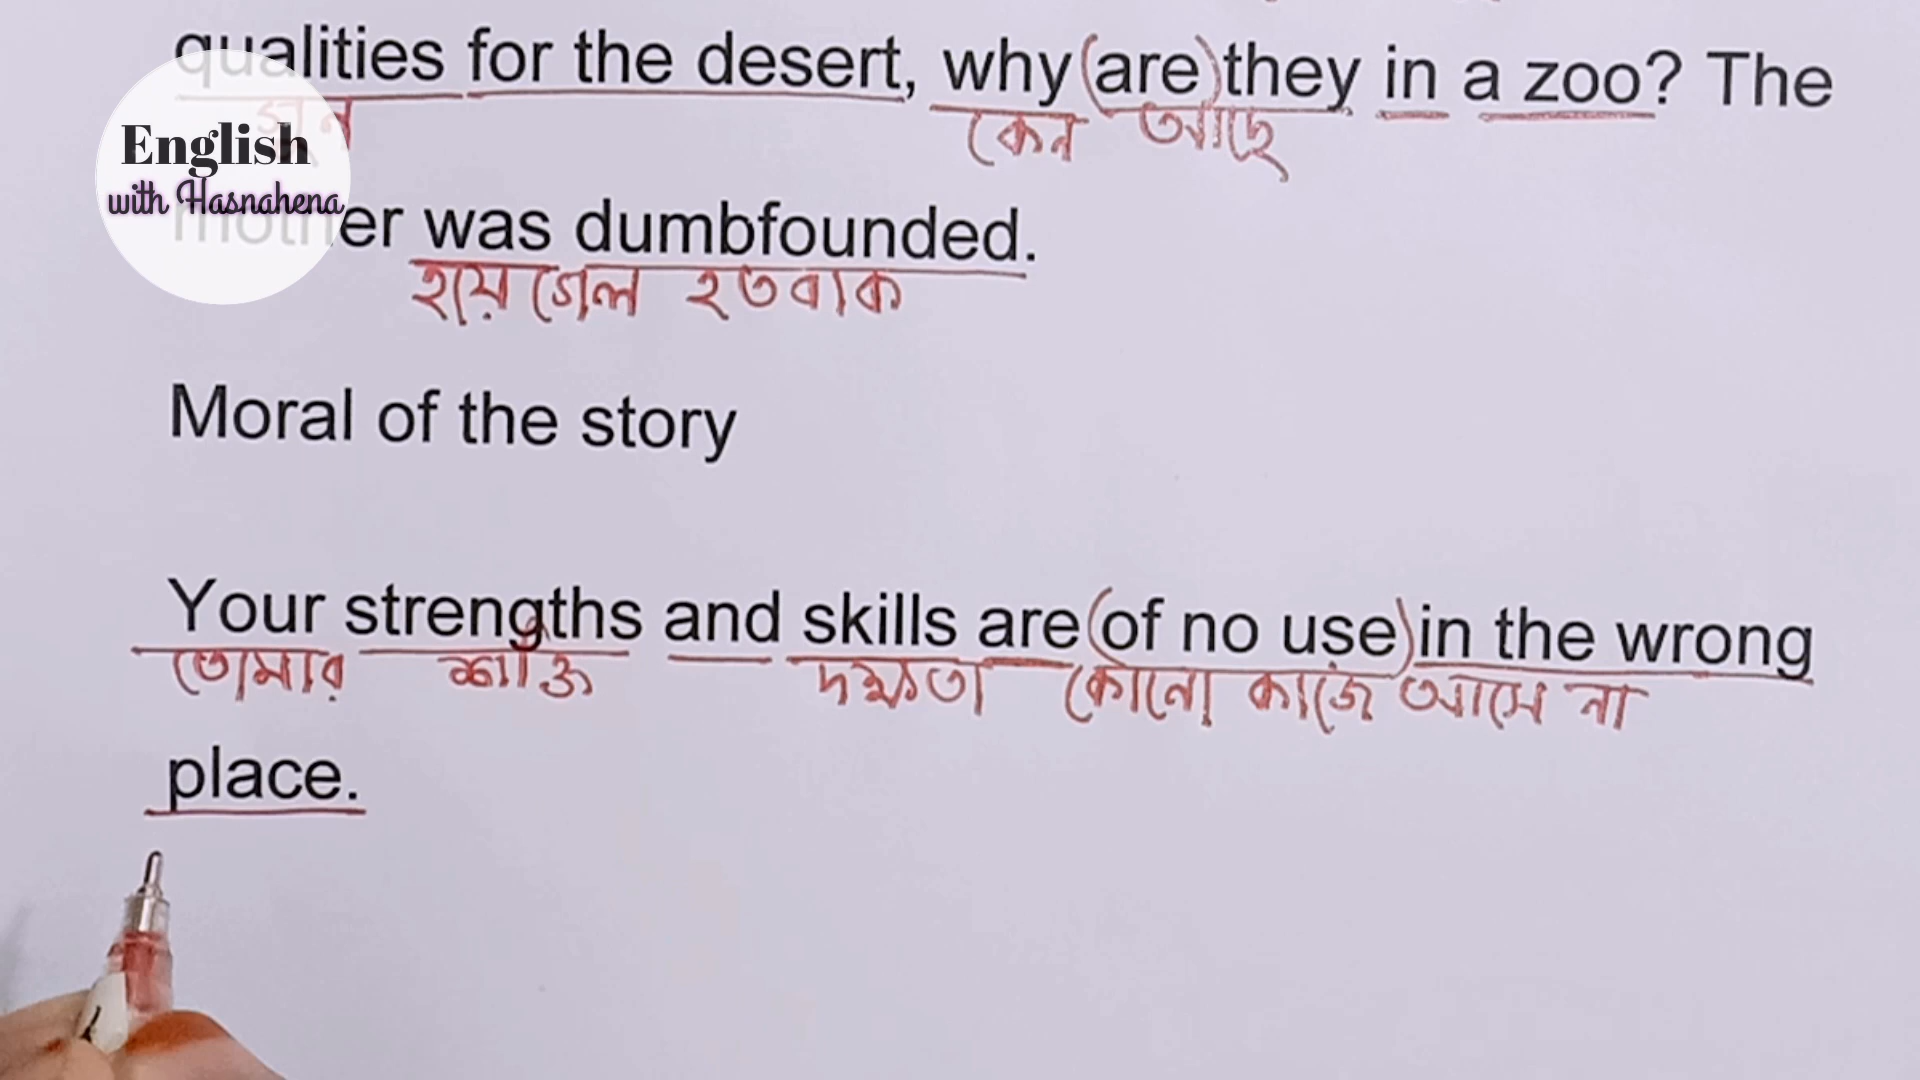 qualities for the desert, why (are) they in a zoo? The
গুন কেন আছে
English
with Hasnahena
mother was dumbfounded.
হয়ে গেল হতবাক
Moral of the story
Your strengths and skills are (of no use) in the wrong
তোমার শক্তি দক্ষতা কোনো কাজে আসে না
place.